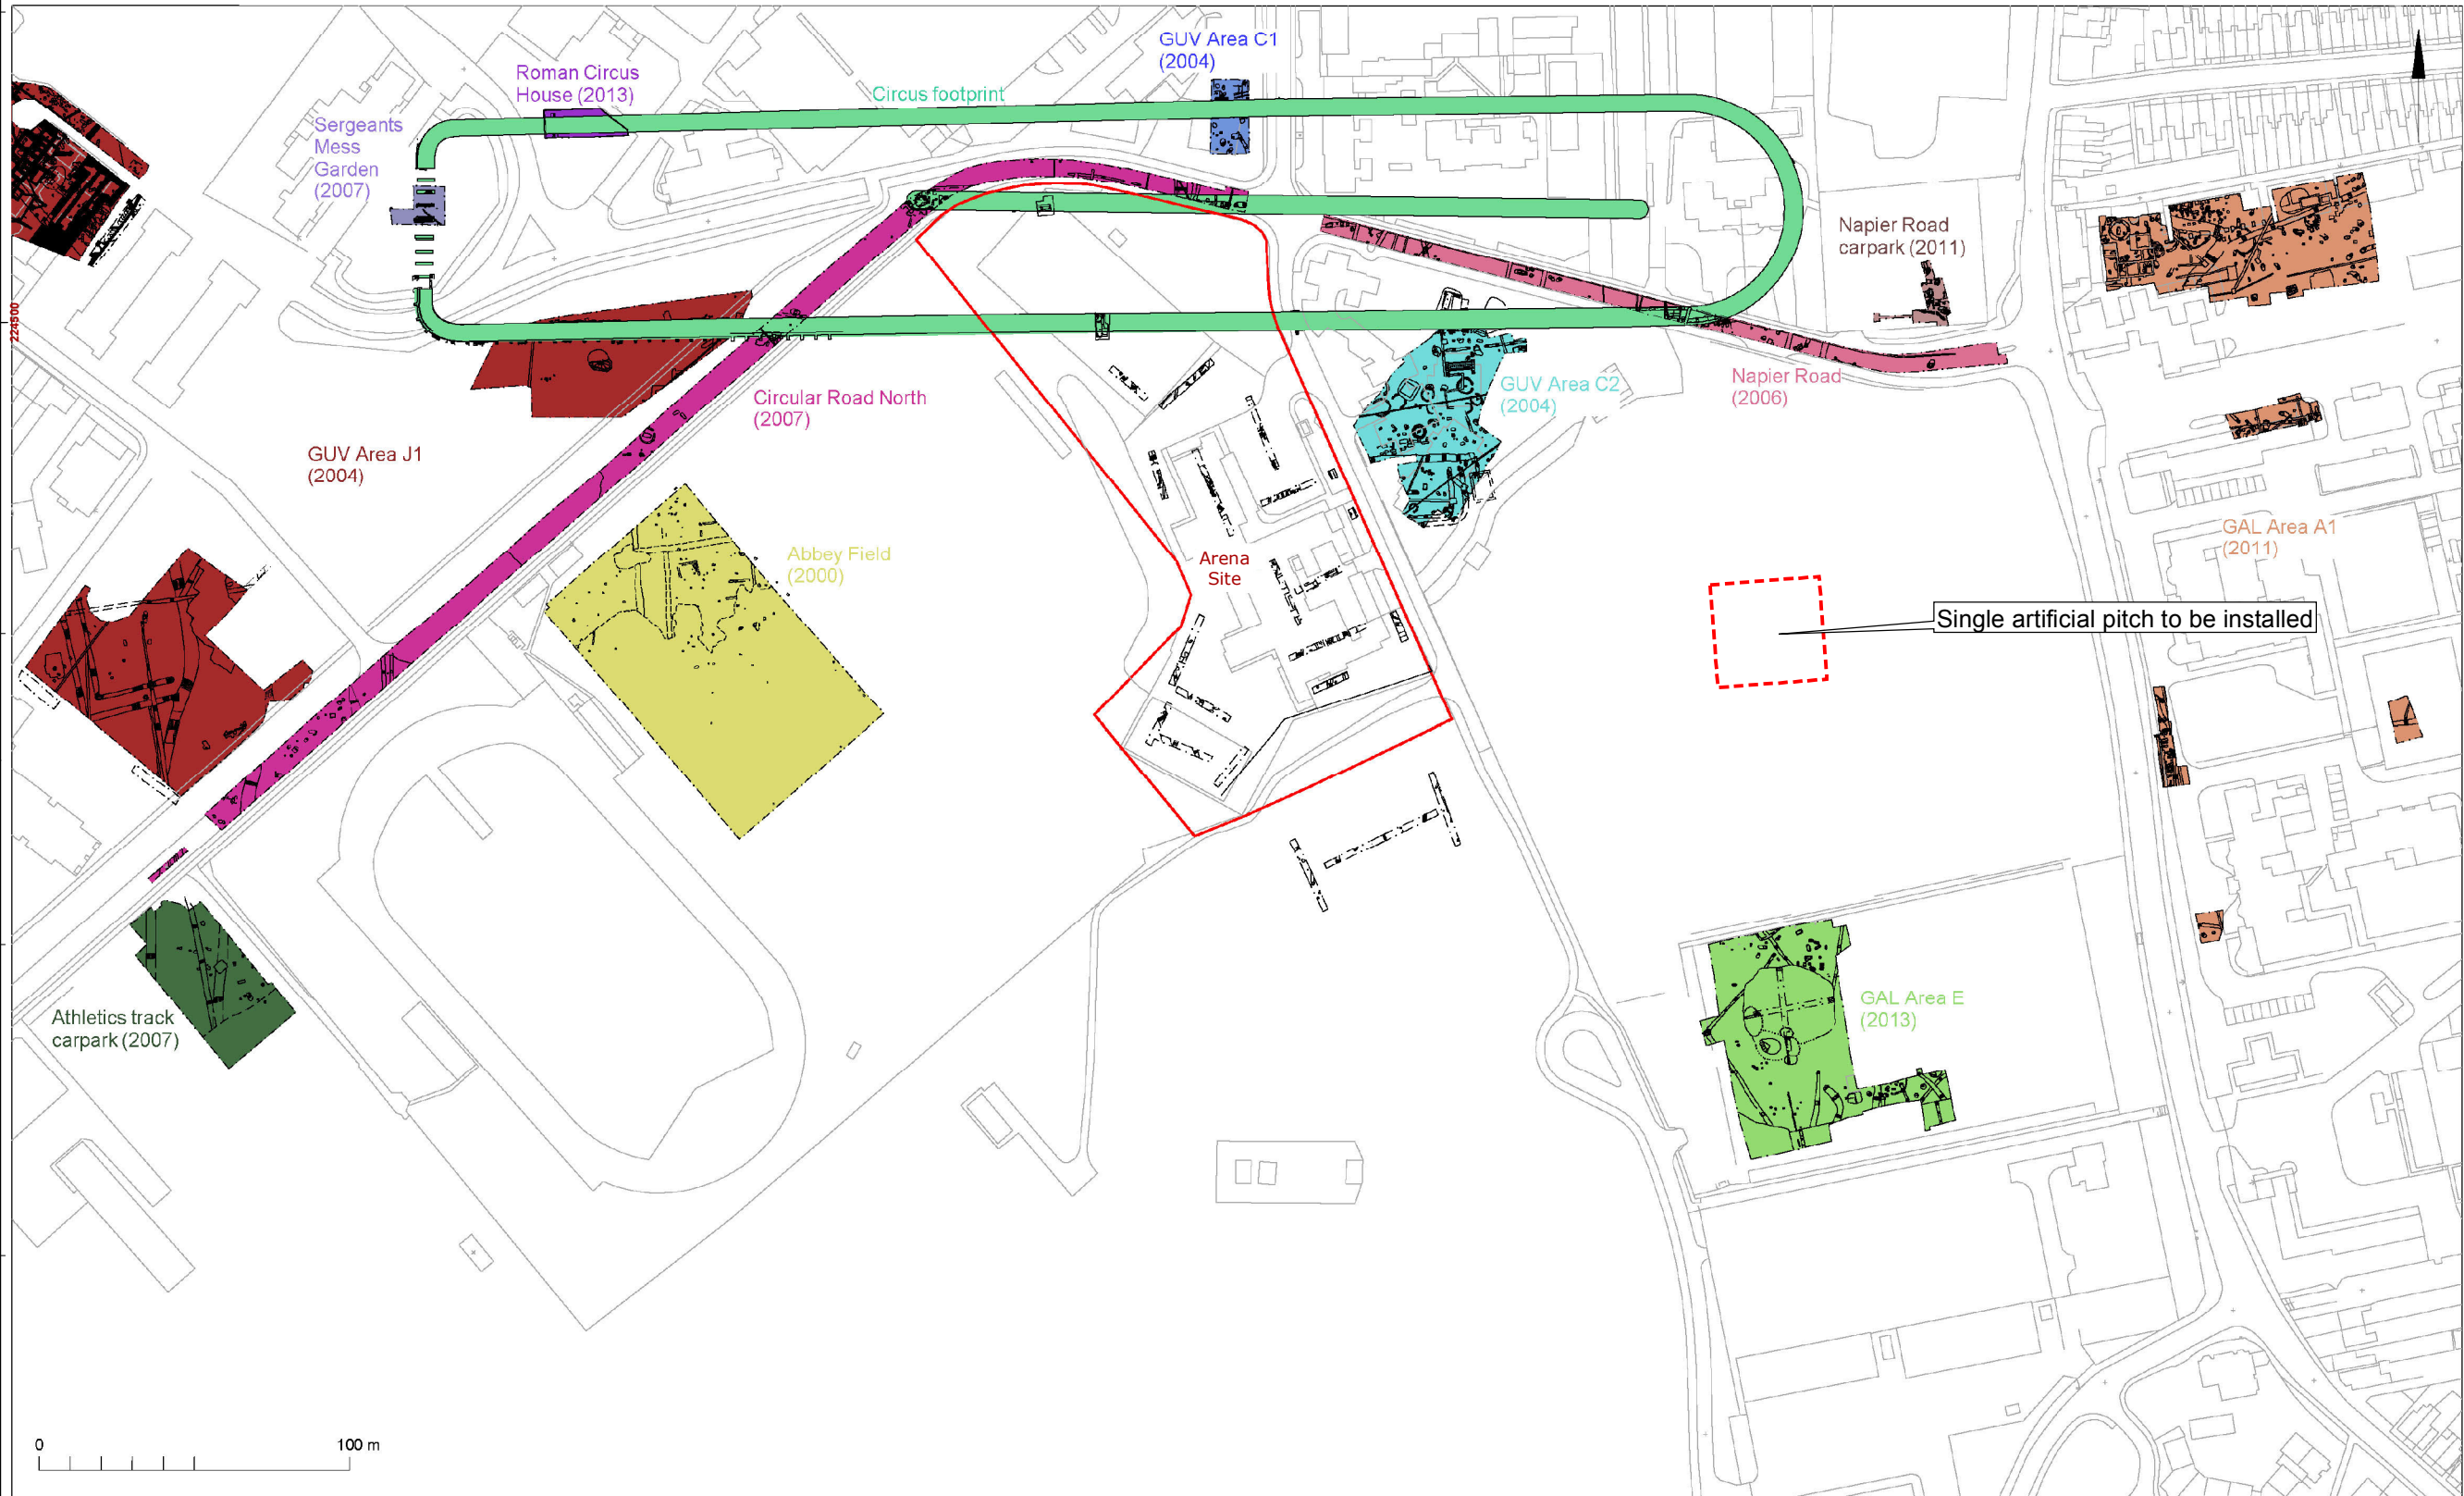 GUV Area C1
(2004)
Roman Circus
House (2013)
Circus footprint
Sergeants
Mess
Garden
(2007)
Napier Road
carpark (2011)
224500
Napier Road
(2006)
GUV Area C2
(2004)
Circular Road North
(2007)
GUV Area J1
(2004)
Abbey Field
(2000)
Arena
Site
GAL Area A1
(2011)
Single artificial pitch to be installed
GAL Area E
(2013)
Athletics track
carpark (2007)
0
100 m